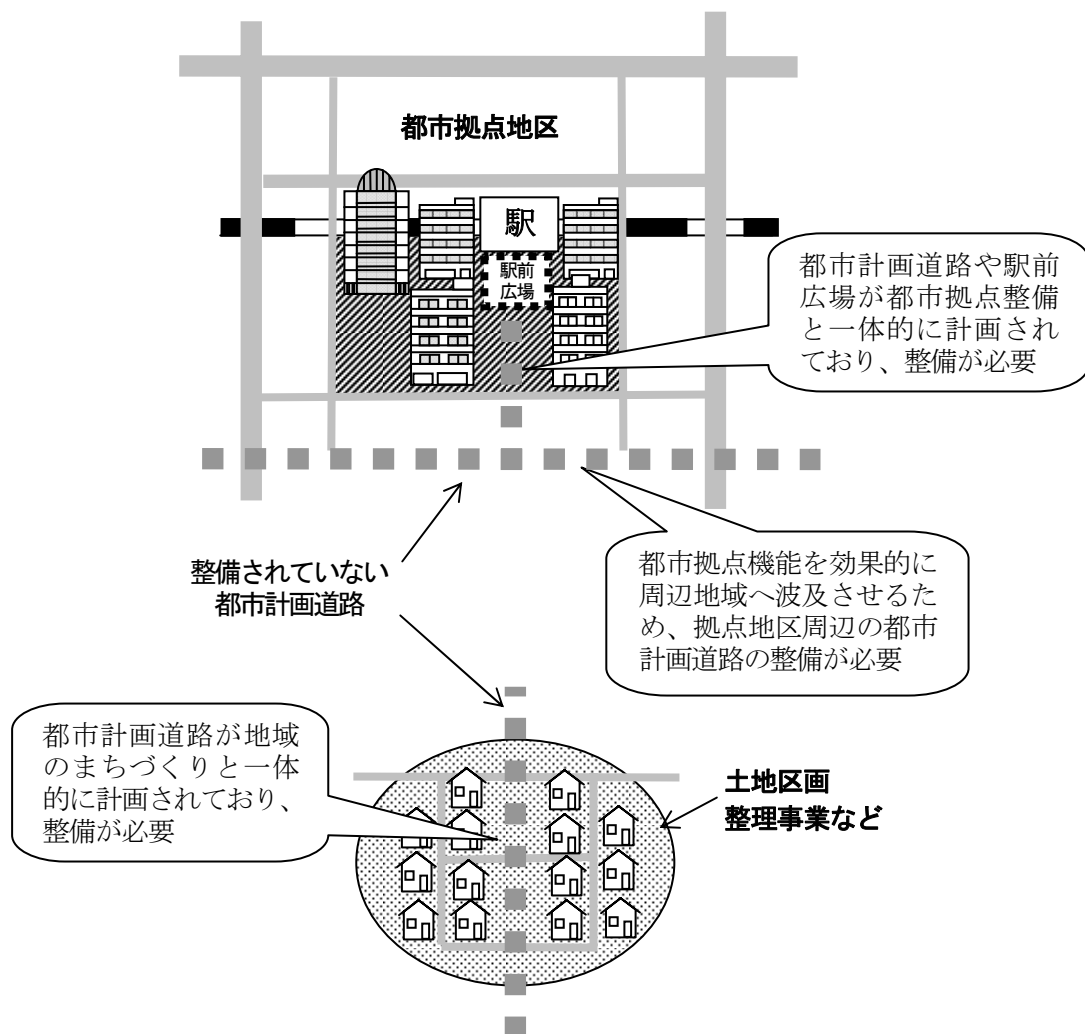 都市拠点地区
駅
駅前
広場
都市計画道路や駅前
広場が都市拠点整備
と一体的に計画され
ており、整備が必要
整備されていない
都市計画道路
都市拠点機能を効果的に
周辺地域へ波及させるた
め、拠点地区周辺の都市
計画道路の整備が必要
都市計画道路が地域
のまちづくりと一体
的に計画されており、
整備が必要
土地区画
整理事業など